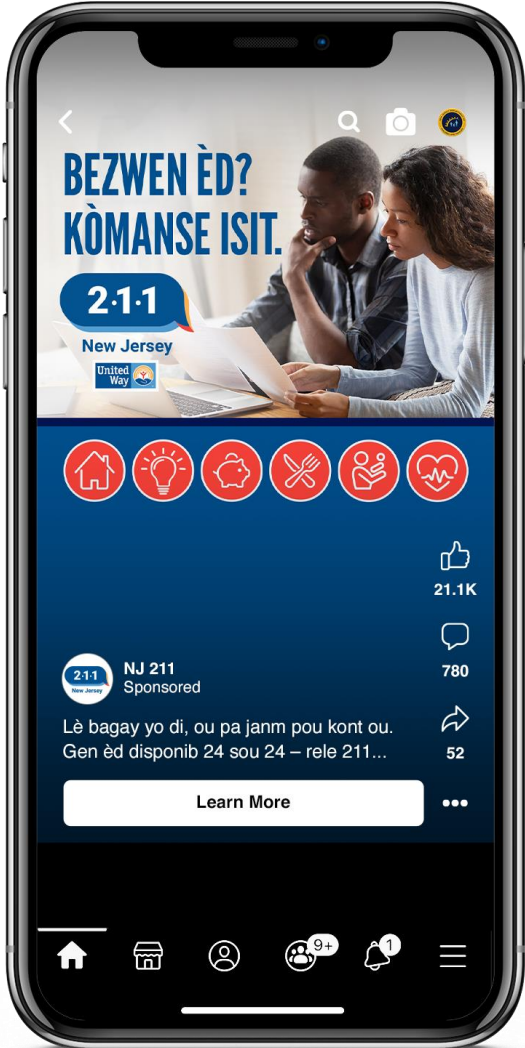 BEZWEN ÈD?
KÒMANSE ISIT.
2·1·1
New Jersey
United
Way
21.1K
780
2·1·1
New Jersey
NJ 211
Sponsored
Lè bagay yo di, ou pa janm pou kont ou.
Gen èd disponib 24 sou 24 – rele 211...
52
Learn More
9+
1